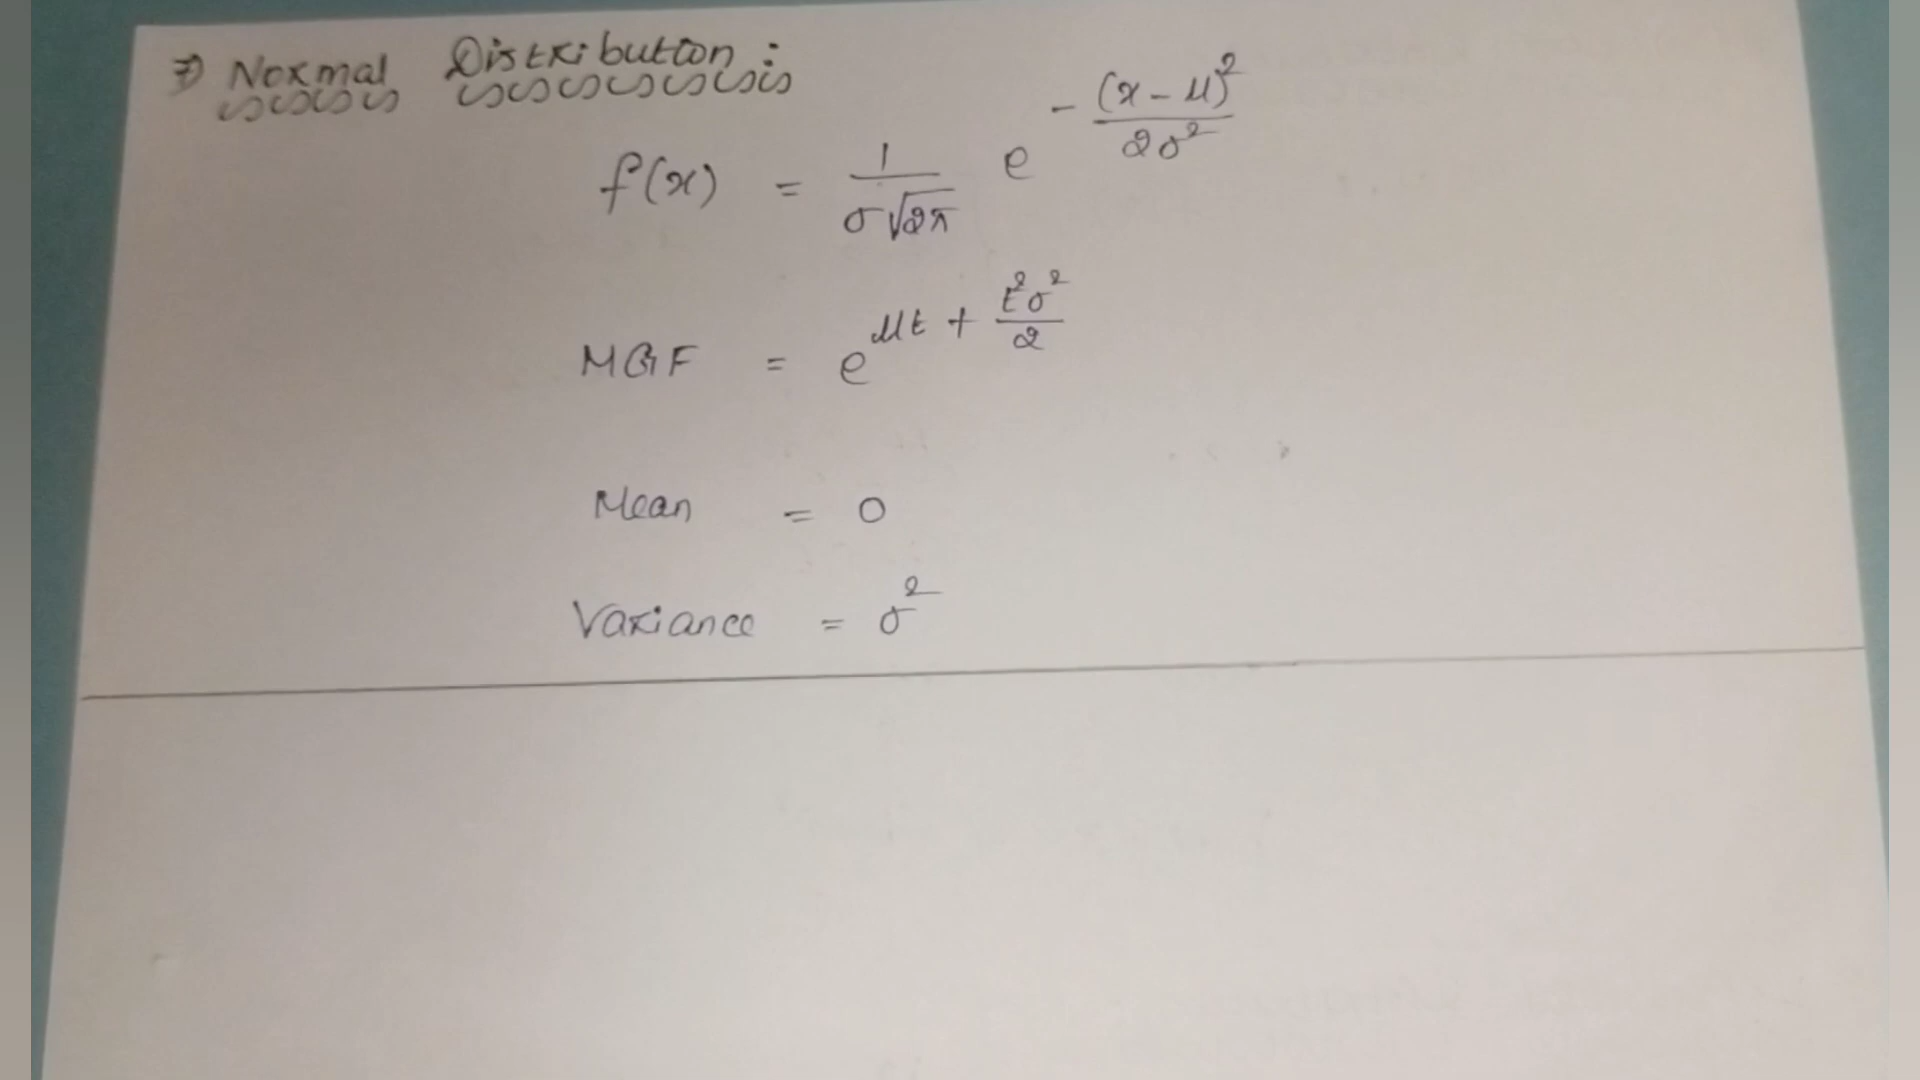 7) Normal Distribution :
f(x) = 1/(σ√2π) e^(-(x-μ)²/(2σ²))
MGF = e^(μt + t²σ²/2)
Mean = 0
Variance = σ²